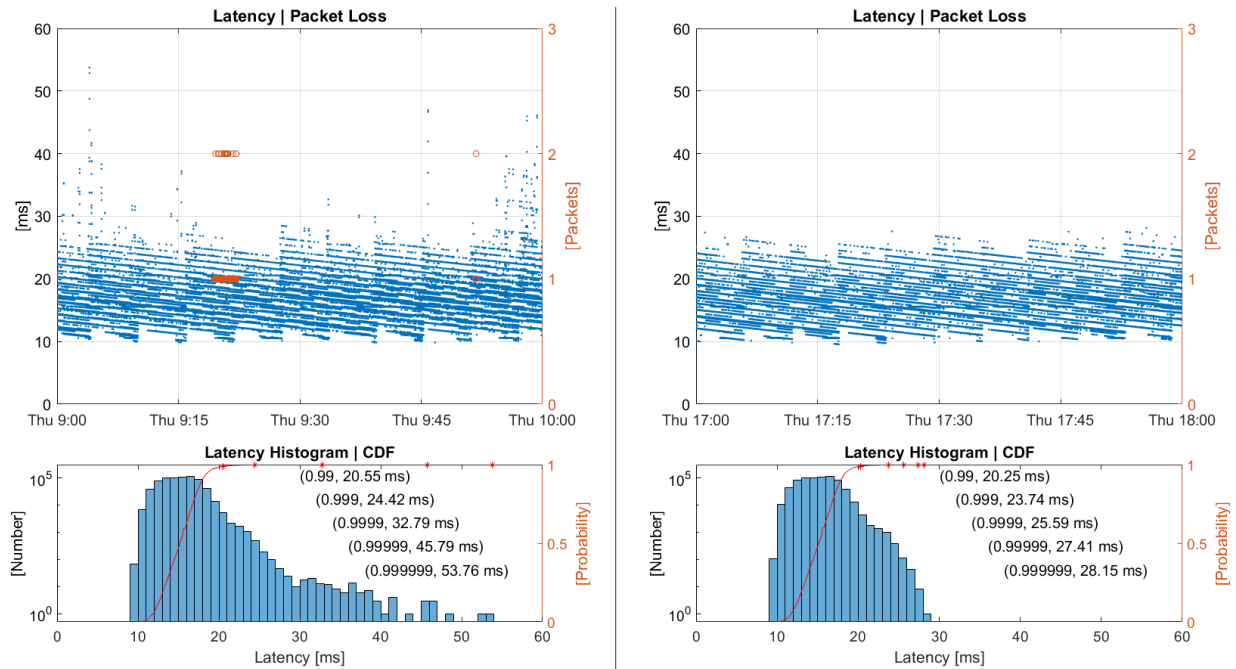 Latency | Packet Loss
60
50
40
30
20
10
0
[ms]
3
2
1
0
[Packets]
Thu 9:00 Thu 9:15 Thu 9:30 Thu 9:45 Thu 10:00
Latency Histogram | CDF
10^5
10^0
[Number]
(0.99, 20.55 ms)
(0.999, 24.42 ms)
(0.9999, 32.79 ms)
(0.99999, 45.79 ms)
(0.999999, 53.76 ms)
1
0.5
0
[Probability]
0 10 20 30 40 50 60
Latency [ms]
Latency | Packet Loss
60
50
40
30
20
10
0
[ms]
3
2
1
0
[Packets]
Thu 17:00 Thu 17:15 Thu 17:30 Thu 17:45 Thu 18:00
Latency Histogram | CDF
10^5
10^0
[Number]
(0.99, 20.25 ms)
(0.999, 23.74 ms)
(0.9999, 25.59 ms)
(0.99999, 27.41 ms)
(0.999999, 28.15 ms)
1
0.5
0
[Probability]
0 10 20 30 40 50 60
Latency [ms]